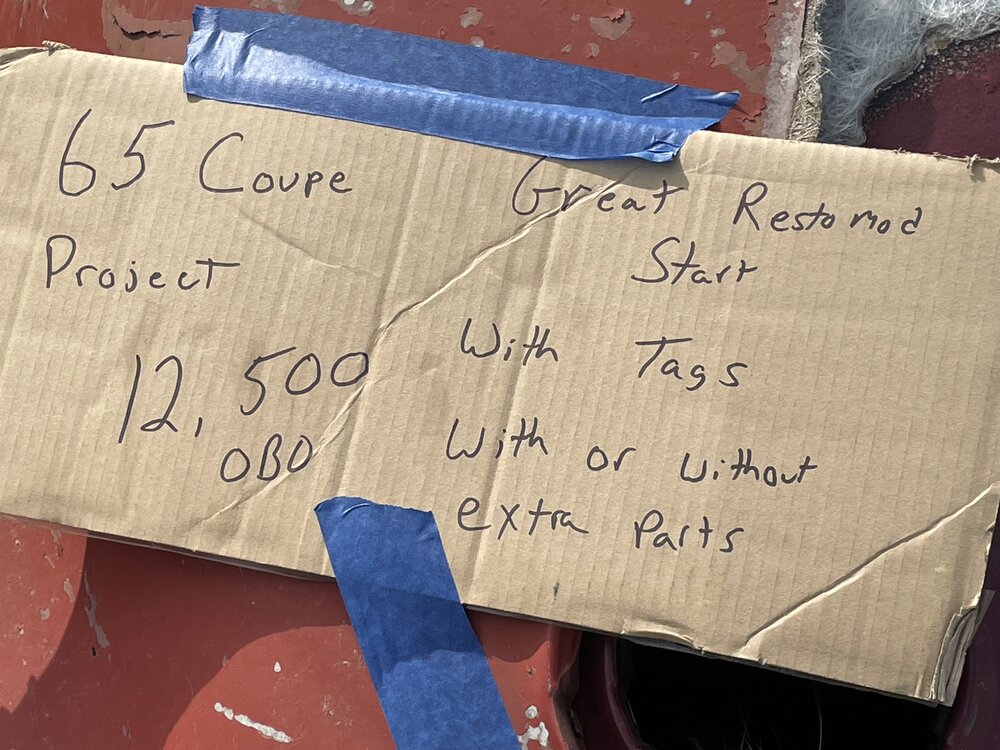 65 Coupe
Project
12,500
OBO
Great Restomod
Start
With Tags
With or without
extra parts